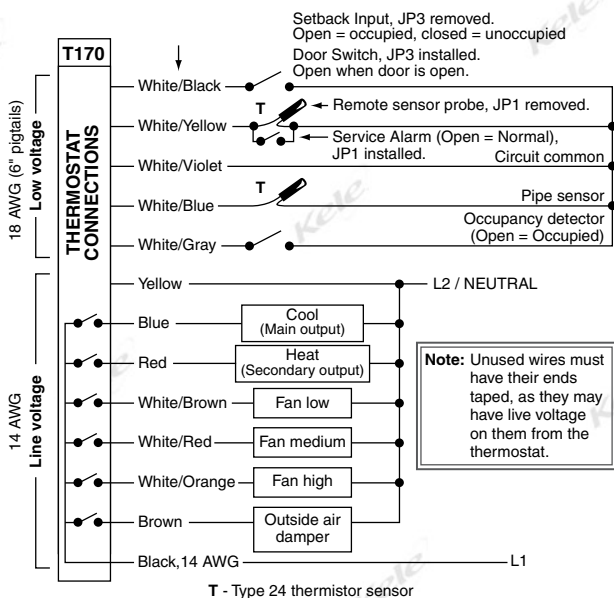 Setback Input, JP3 removed.
Open = occupied, closed = unoccupied
Door Switch, JP3 installed.
Open when door is open.
T170
White/Black
T
Remote sensor probe, JP1 removed.
White/Yellow
Service Alarm (Open = Normal),
JP1 installed.
Circuit common
White/Violet
T
Pipe sensor
White/Blue
Occupancy detector
(Open = Occupied)
White/Gray
18 AWG (6" pigtails)
Low voltage
THERMOSTAT
CONNECTIONS
Yellow
L2 / NEUTRAL
Blue
Cool
(Main output)
Red
Heat
(Secondary output)
White/Brown
Fan low
White/Red
Fan medium
White/Orange
Fan high
Brown
Outside air
damper
Black,14 AWG
L1
14 AWG
Line voltage
Note: Unused wires must
have their ends
taped, as they may
have live voltage
on them from the
thermostat.
T - Type 24 thermistor sensor
Kele
Kele
Kele